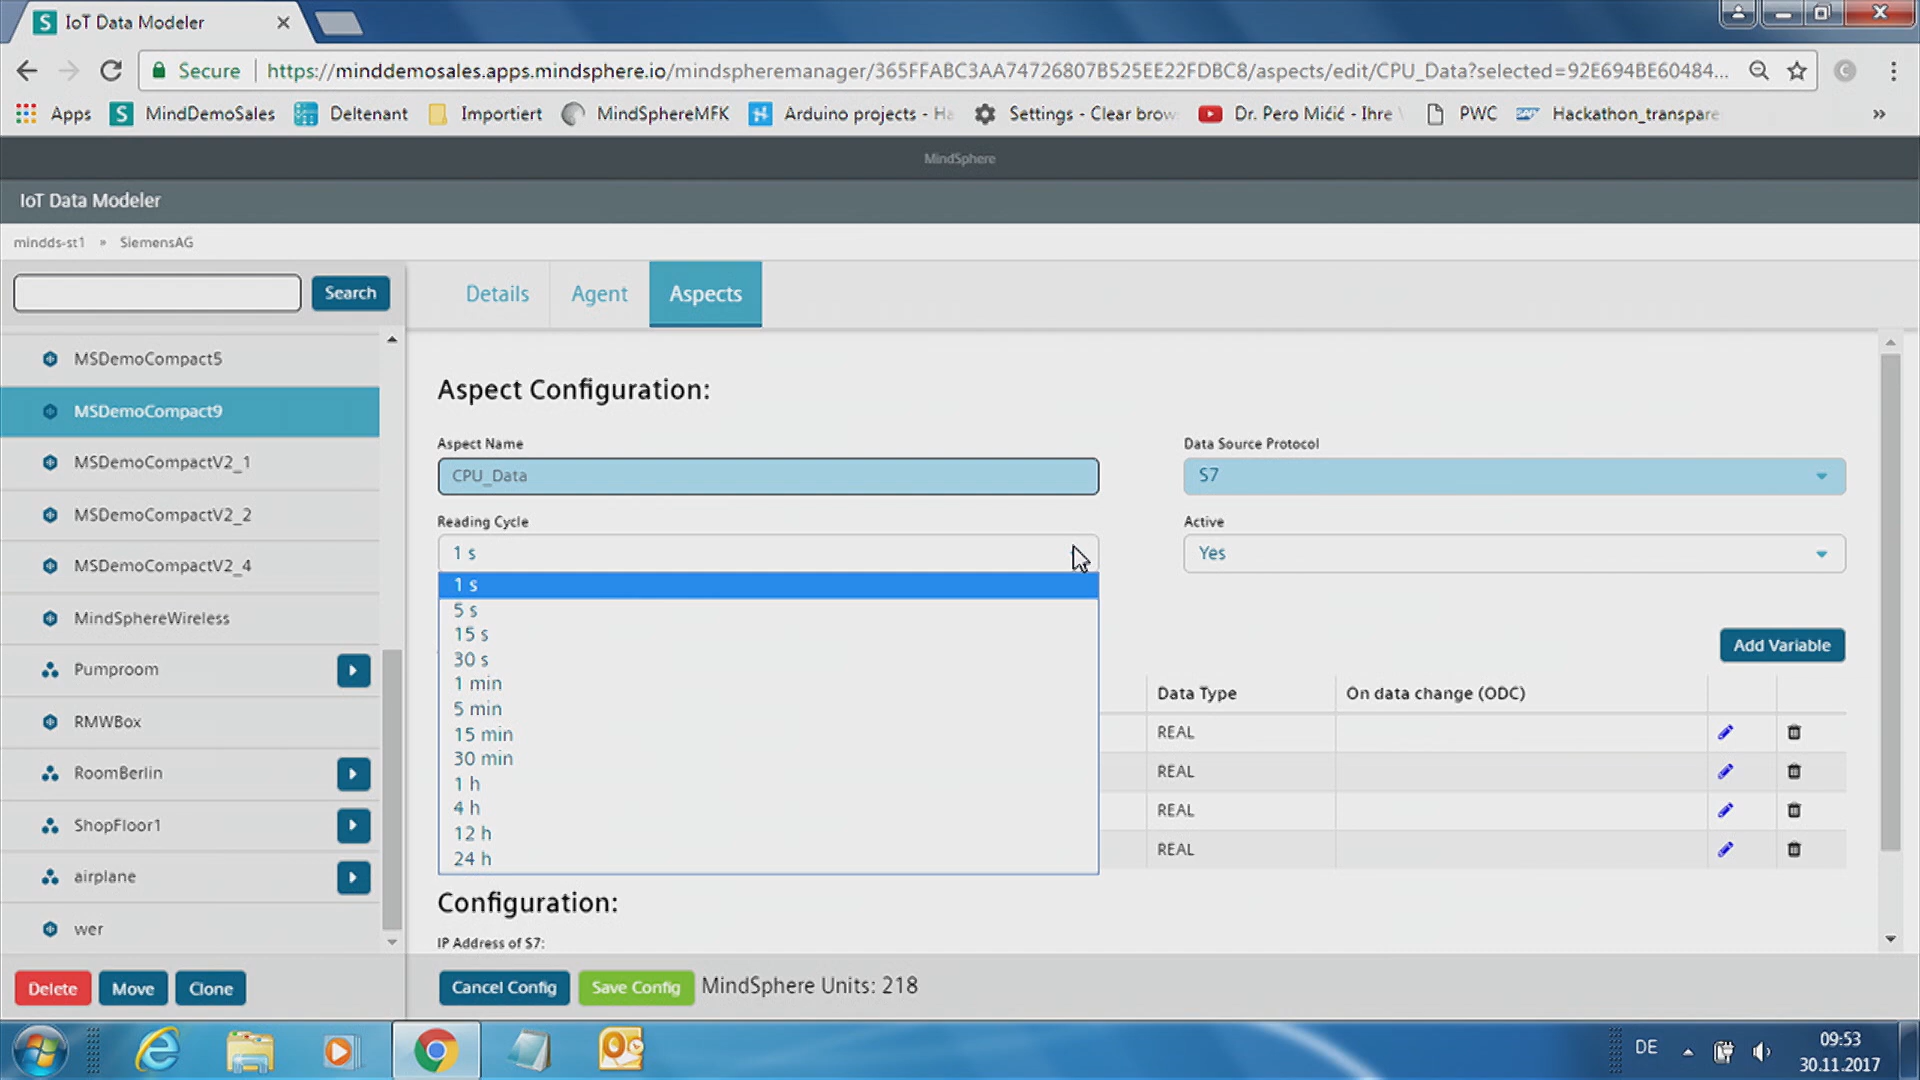 IoT Data Modeler
Secure
https://minddemosales.apps.mindsphere.io/mindspheremanager/365FFABC3AA74726807B525EE22FDBC8/aspects/edit/CPU_Data?selected=92E694BE60484...
Apps
MindDemoSales
Deltenant
Importiert
MindSphereMFK
Arduino projects - Ha
Settings - Clear brow
Dr. Pero Mićić - Ihre
PWC
Hackathon_transpare
»
MindSphere
IoT Data Modeler
mindds-st1 » SiemensAG
Search
Details
Agent
Aspects
MSDemoCompact5
MSDemoCompact9
MSDemoCompactV2_1
MSDemoCompactV2_2
MSDemoCompactV2_4
MindSphereWireless
Pumproom
RMWBox
RoomBerlin
ShopFloor1
airplane
wer
Delete
Move
Clone
Aspect Configuration:
Aspect Name
CPU_Data
Data Source Protocol
S7
Reading Cycle
1 s
Active
Yes
1 s
5 s
15 s
30 s
1 min
5 min
15 min
30 min
1 h
4 h
12 h
24 h
Add Variable
Data Type
On data change (ODC)
REAL
REAL
REAL
REAL
Configuration:
IP Address of S7:
Cancel Config
Save Config
MindSphere Units: 218
DE
09:53
30.11.2017